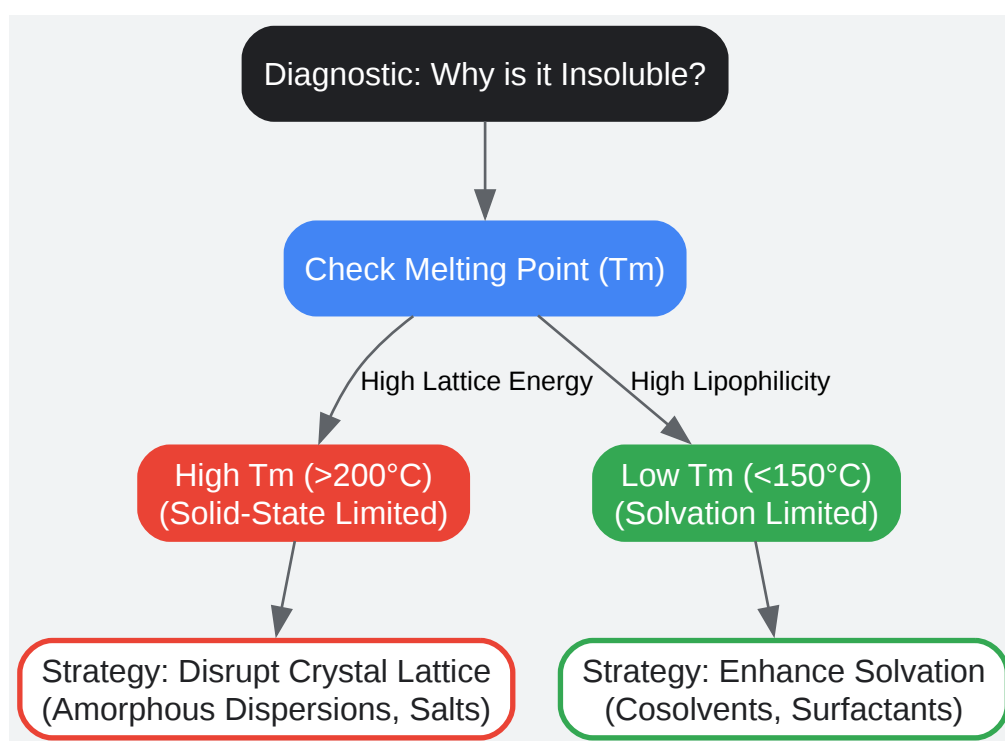 Diagnostic: Why is it Insoluble?
Check Melting Point (Tm)
High Lattice Energy
High Lipophilicity
High Tm (>200°C)
(Solid-State Limited)
Low Tm (<150°C)
(Solvation Limited)
Strategy: Disrupt Crystal Lattice
(Amorphous Dispersions, Salts)
Strategy: Enhance Solvation
(Cosolvents, Surfactants)